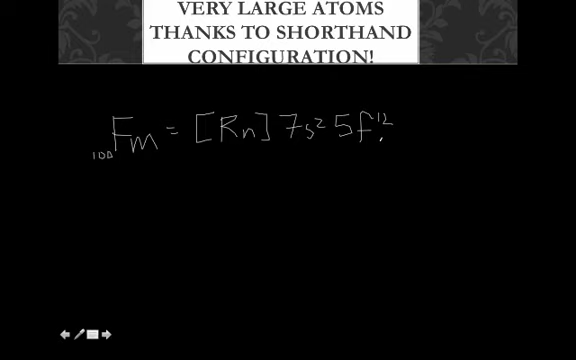 VERY LARGE ATOMS
THANKS TO SHORTHAND
CONFIGURATION!
₁₀₀Fm = [Rn] 7s² 5f¹²